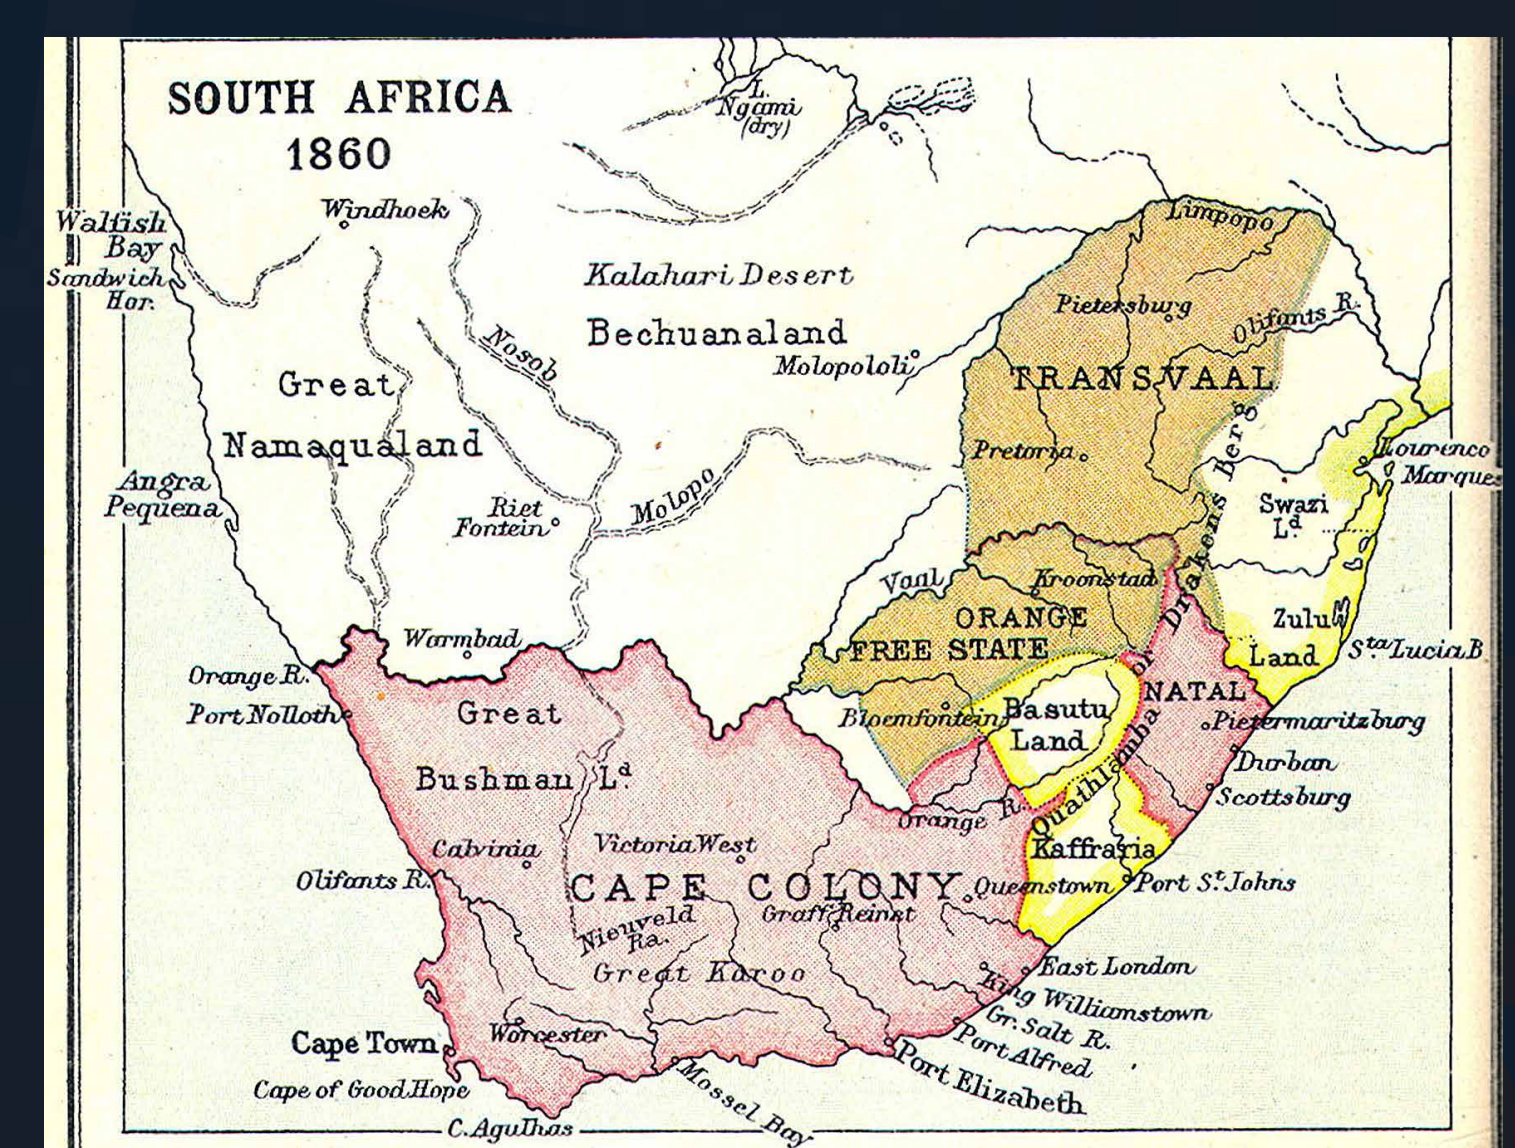 SOUTH AFRICA
1860
L.
Ngami
(dry)
Windhoek
Walfish
Bay
Sandwich
Har.
Limpopo
Kalahari Desert
Bechuanaland
Molopololi
Pietersburg
Olifants R.
Nosob
Great
Namaqualand
TRANSVAAL
Pretoria
Drakens Berg
Lourenco
Marques
Angra
Pequena
Riet
Fontein
Molopo
Swazi
Ld.
Vaal
Kroonstad
ORANGE
FREE STATE
Zulu
Land
Sta. Lucia B
Warmbad
Orange R.
Port Nolloth
or
NATAL
Great
Bushman Ld.
Bloemfontein
Basutu
Land
Pietermaritzburg
Durban
Scottsburg
Quathlamba
Orange R.
Kaffraria
Calvinia
Victoria West
Olifants R.
CAPE COLONY
Queenstown
Port St. Johns
Nieuveld
Ra.
Graff Reinet
Great Karoo
East London
King Williamstown
Gr. Salt R.
Port Alfred
Port Elizabeth
Cape Town
Worcester
Cape of Good Hope
Mossel Bay
C. Agulhas